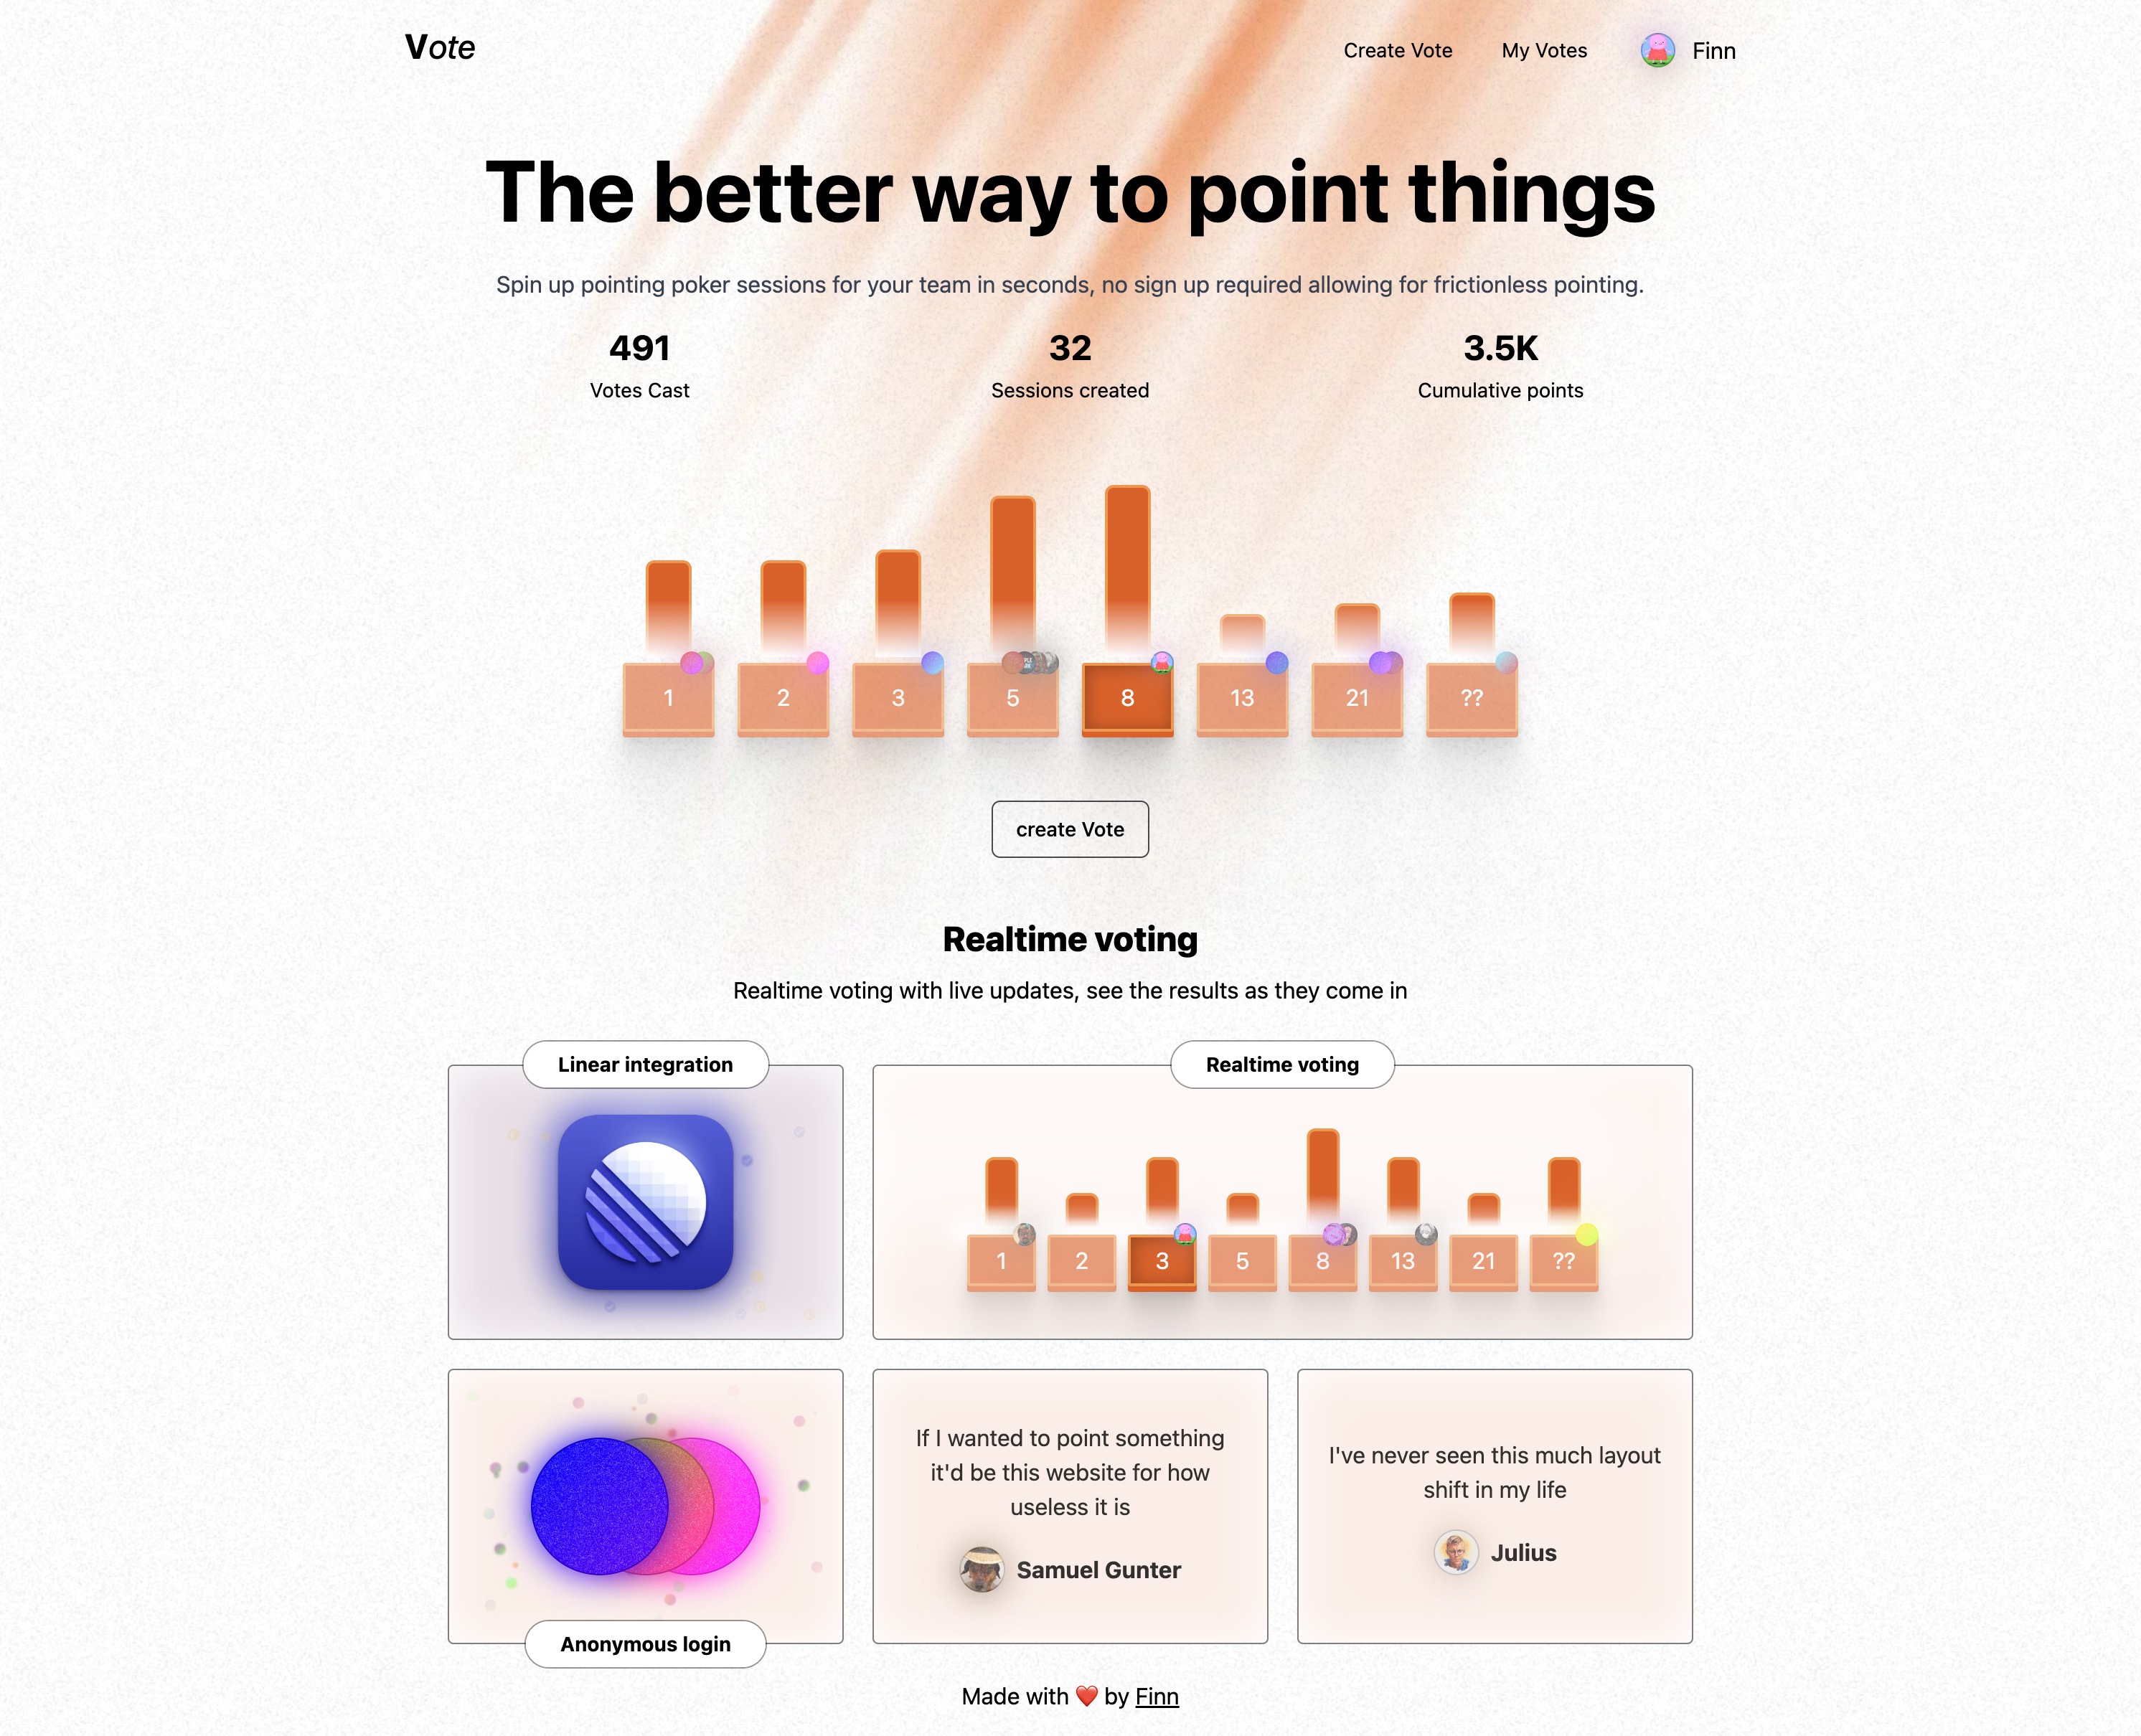 Vote
Create Vote
My Votes
Finn
The better way to point things
Spin up pointing poker sessions for your team in seconds, no sign up required allowing for frictionless pointing.
491
32
3.5K
Votes Cast
Sessions created
Cumulative points
1
2
3
5
8
13
21
??
create Vote
Realtime voting
Realtime voting with live updates, see the results as they come in
Linear integration
Realtime voting
1
2
3
5
8
13
21
??
If I wanted to point something
it'd be this website for how
useless it is
Samuel Gunter
I've never seen this much layout
shift in my life
Julius
Anonymous login
Made with ❤️ by Finn